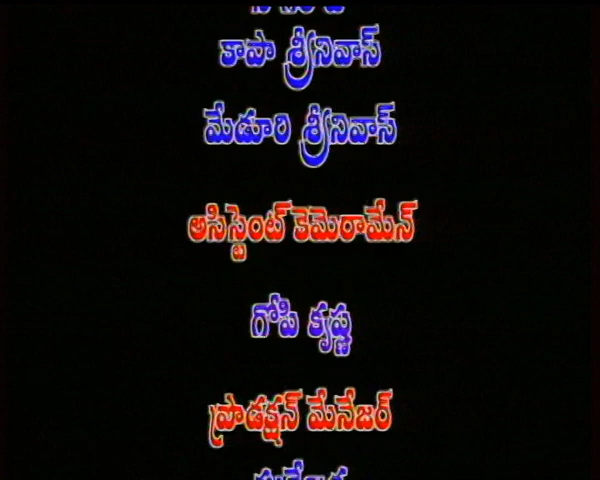 కాపా శ్రీనివాస్
మేడూరి శ్రీనివాస్
అసిస్టెంట్ కెమెరామేన్
గోపి కృష్ణ
ప్రొడక్షన్ మేనేజర్